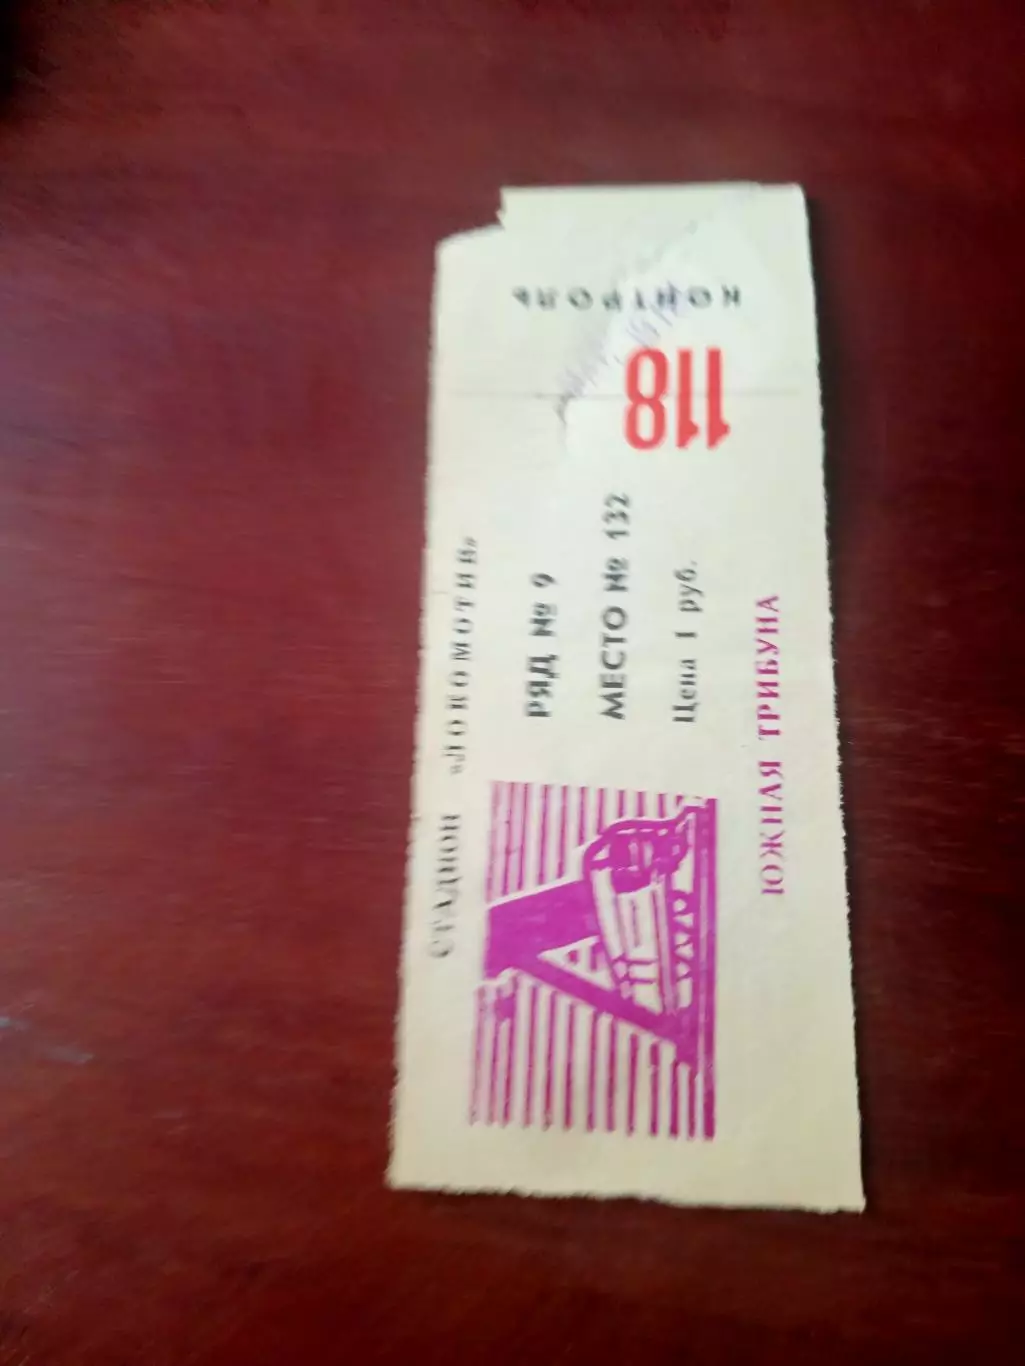 СТАДИОН «ЛОКОМОТИВ»
РЯД № 9
МЕСТО № 132
Цена 1 руб.
ЮЖНАЯ ТРИБУНА
118
КОНТРОЛЬ